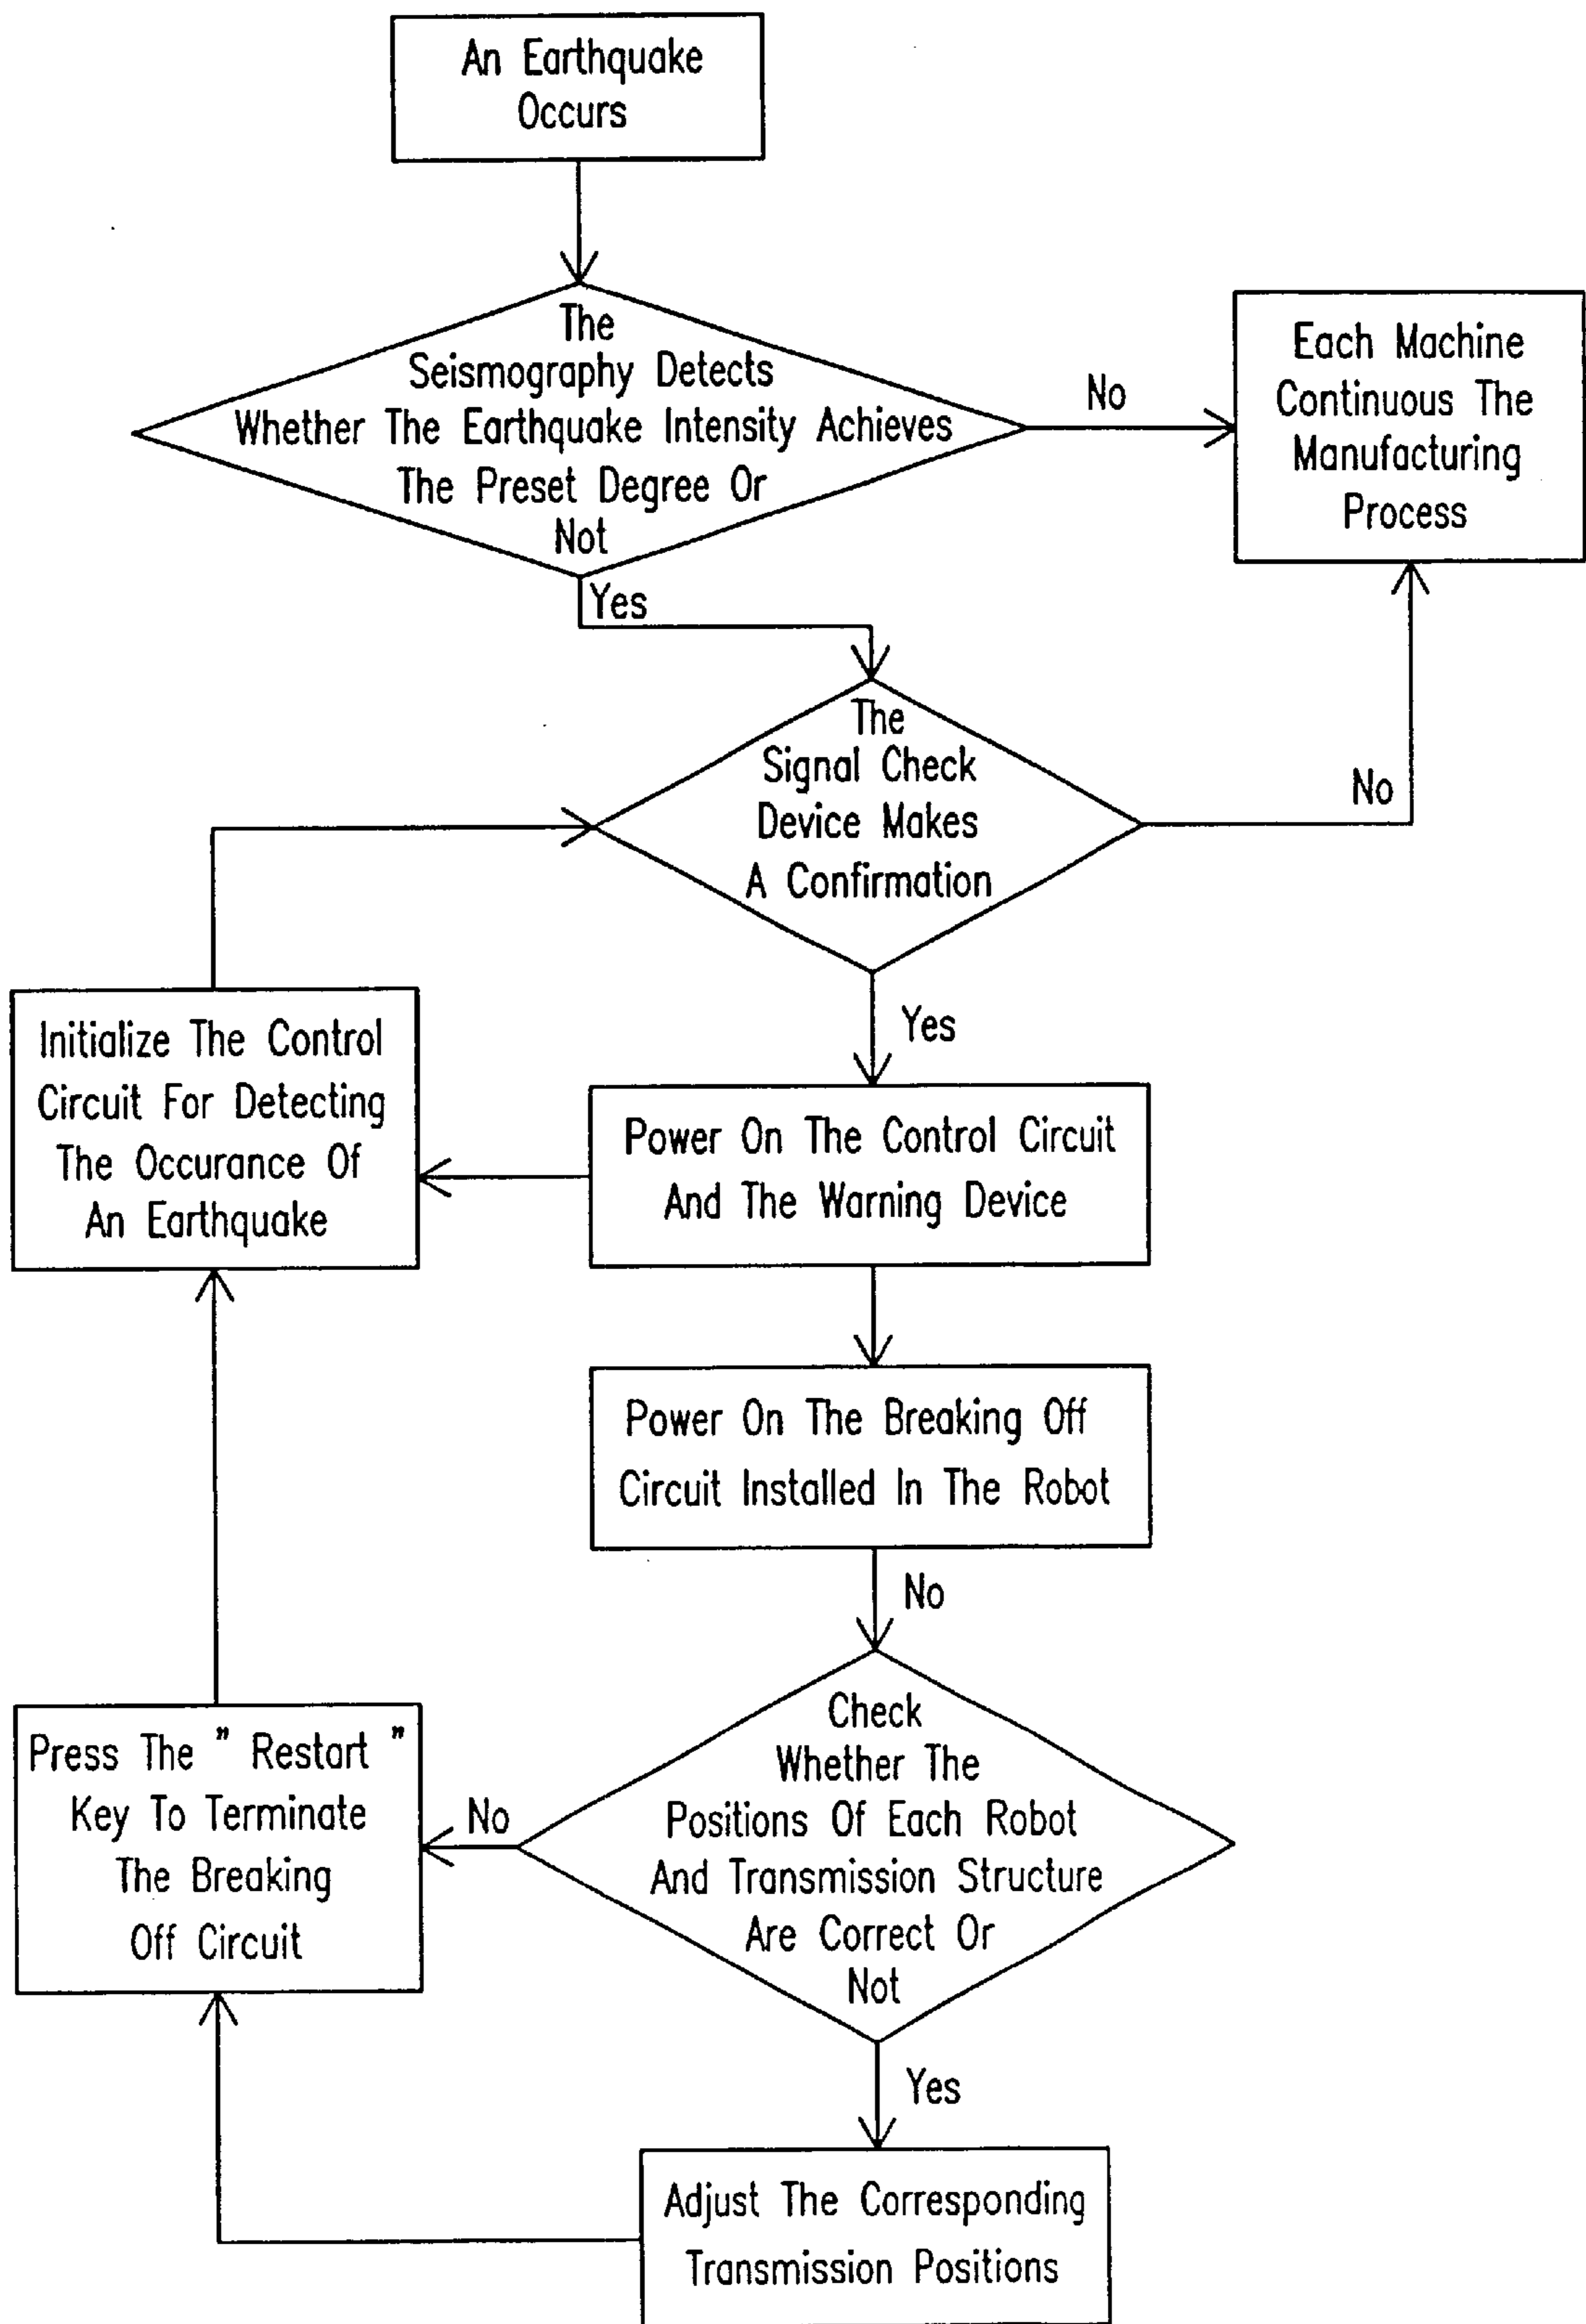 An Earthquake
Occurs
The
Seismography Detects
Whether The Earthquake Intensity Achieves
The Preset Degree Or
Not
No
Each Machine
Continuous The
Manufacturing
Process
Yes
The
Signal Check
Device Makes
A Confirmation
No
Yes
Initialize The Control
Circuit For Detecting
The Occurance Of
An Earthquake
Power On The Control Circuit
And The Warning Device
Power On The Breaking Off
Circuit Installed In The Robot
No
Check
Whether The
Positions Of Each Robot
And Transmission Structure
Are Correct Or
Not
No
Press The " Restart "
Key To Terminate
The Breaking
Off Circuit
Yes
Adjust The Corresponding
Transmission Positions